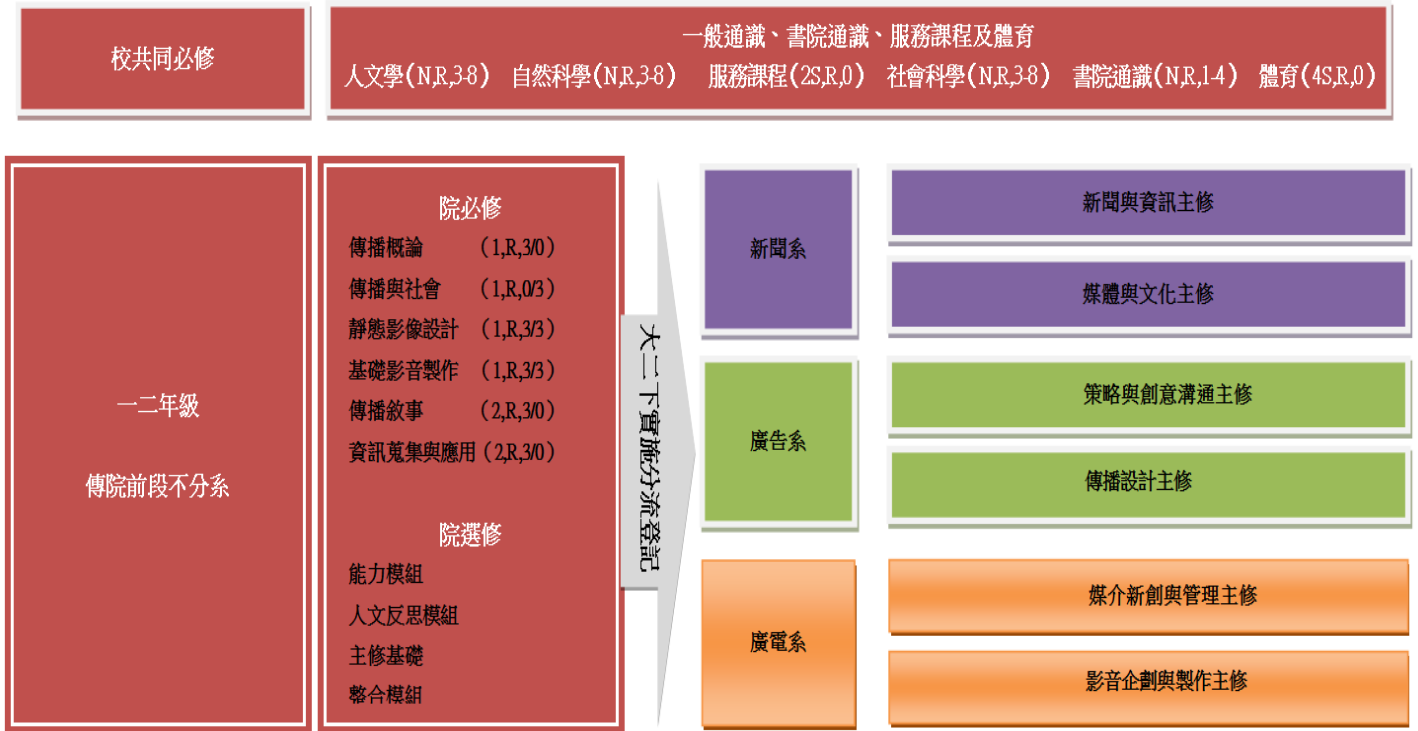 校共同必修
一般通識、書院通識、服務課程及體育
人文學(N,R,3-8) 自然科學(N,R,3-8) 服務課程(2S,R,0) 社會科學(N,R,3-8) 書院通識(N,R,1-4) 體育(4S,R,0)
一二年級
傳院前段不分系
院必修
傳播概論 (1,R,3/0)
傳播與社會 (1,R,0/3)
靜態影像設計 (1,R,3/3)
基礎影音製作 (1,R,3/3)
傳播敘事 (2,R,3/0)
資訊蒐集與應用 (2,R,3/0)
院選修
能力模組
人文反思模組
主修基礎
整合模組
大二下實施分流登記
新聞系
新聞與資訊主修
媒體與文化主修
廣告系
策略與創意溝通主修
傳播設計主修
廣電系
媒介新創與管理主修
影音企劃與製作主修